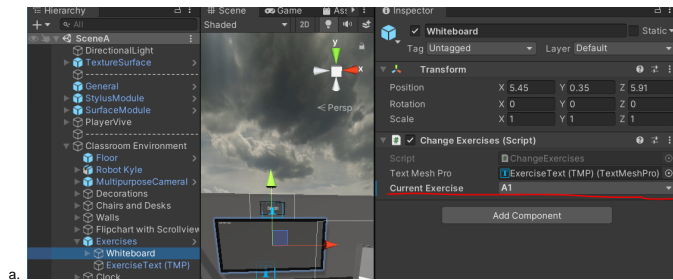 Hierarchy
All
SceneA
DirectionalLight
TextureSurface
General
StylusModule
SurfaceModule
PlayerVive
Classroom Environment
Floor
Robot Kyle
MultipurposeCameraI
Decorations
Chairs and Desks
Walls
Flipchart with Scrollview
Exercises
Whiteboard
ExerciseText (TMP)
Clock
a.
Scene Game Ass
Shaded 2D
y
x
Persp
Inspector
Whiteboard Static
Tag Untagged Layer Default
Transform
Position X 5.45 Y 0.35 Z 5.91
Rotation X 0 Y 0 Z 0
Scale X 1 Y 1 Z 1
Change Exercises (Script)
Script ChangeExercises
Text Mesh Pro ExerciseText (TMP) (TextMeshPro)
Current Exercise A1
Add Component